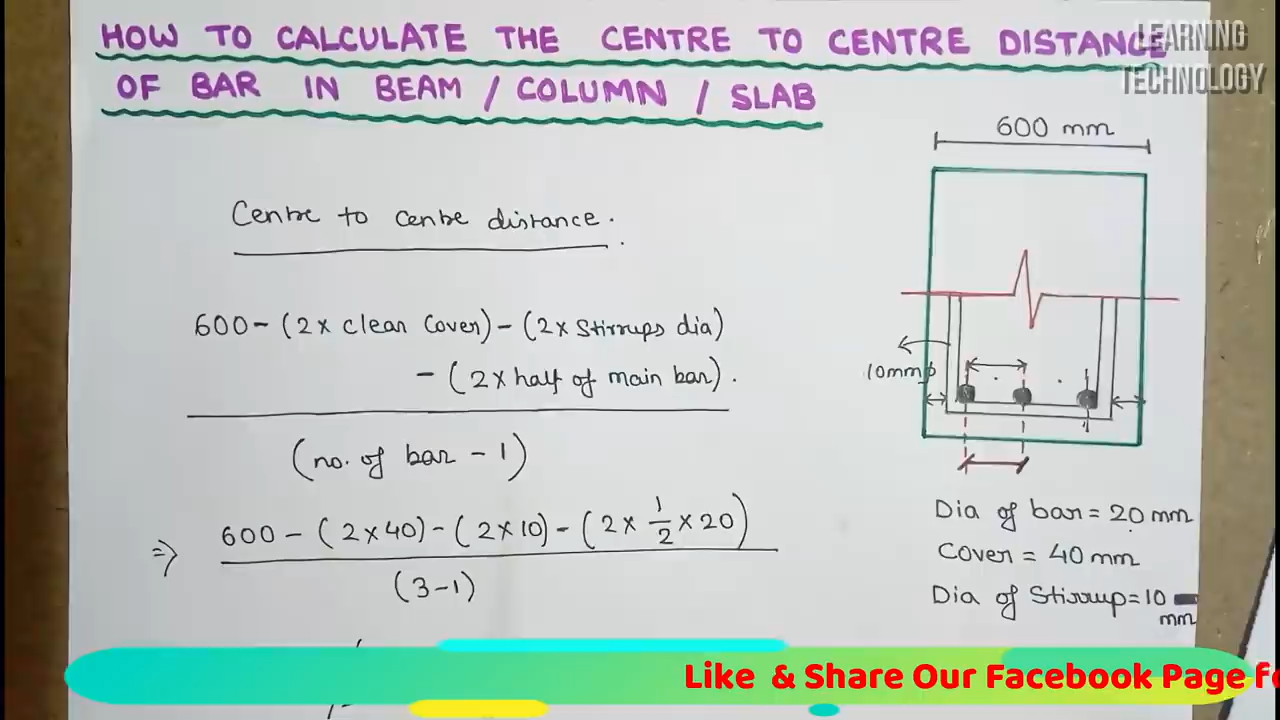 HOW TO CALCULATE THE CENTRE TO CENTRE DISTANCE
OF BAR IN BEAM / COLUMN / SLAB
LEARNING
TECHNOLOGY
600 mm
Centre to centre distance.
600 - (2 x clear cover) - (2 x stirrups dia)
- (2 x half of main bar).
(no. of bar - 1)
10mmϕ
⇒ 600 - (2 x 40) - (2 x 10) - (2 x 1/2 x 20)
(3-1)
Dia of bar = 20 mm
Cover = 40 mm
Dia of Stirrup = 10
mm
Like & Share Our Facebook Page